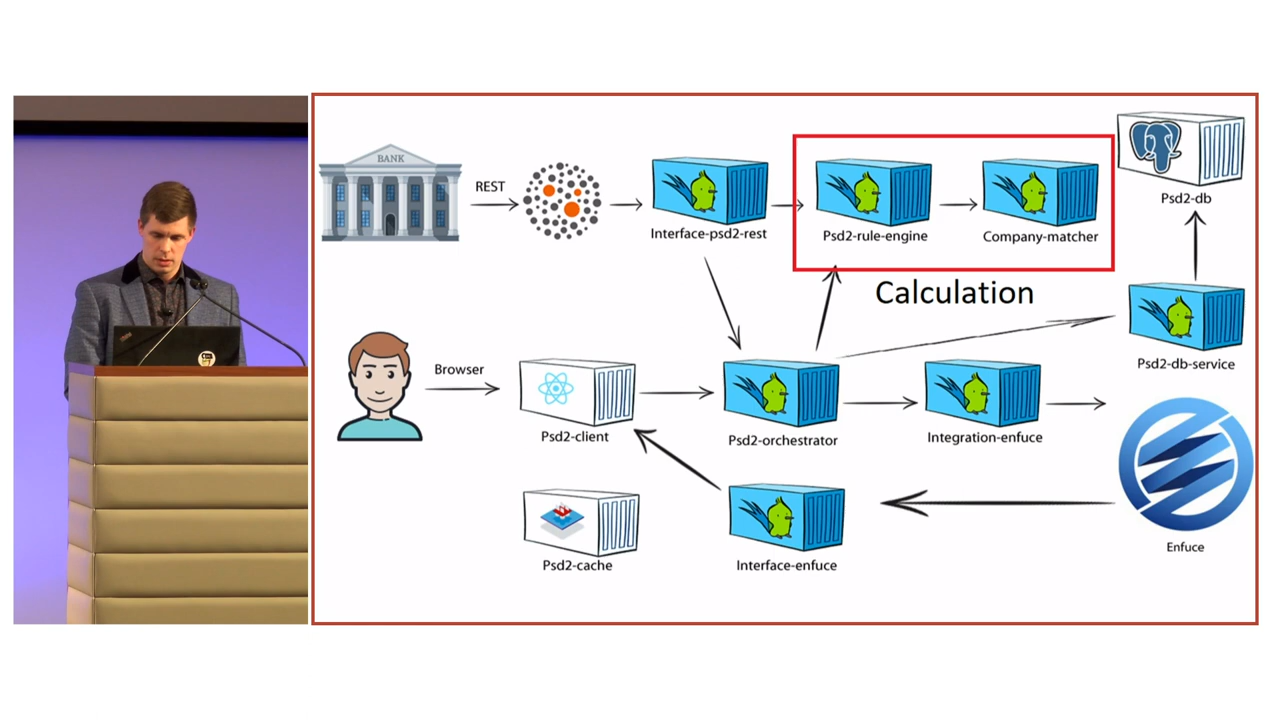 BANK
REST
Interface-psd2-rest
Psd2-rule-engine
Company-matcher
Psd2-db
Calculation
Psd2-db-service
Browser
Psd2-client
Psd2-orchestrator
Integration-enfuce
Psd2-cache
Interface-enfuce
Enfuce